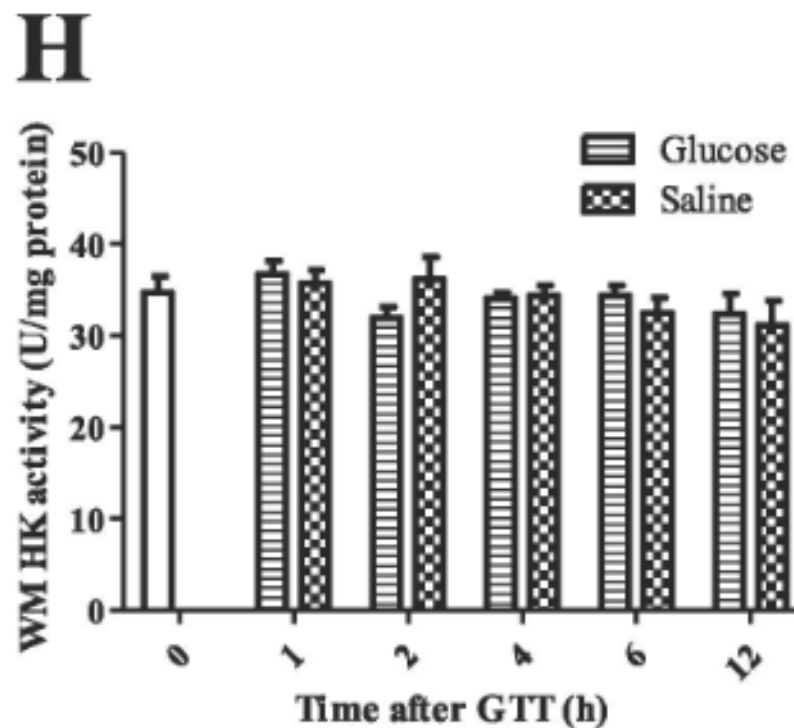 H
WM HK activity (U/mg protein)
50
40
30
20
10
0
Glucose
Saline
0 1 2 4 6 12
Time after GTT (h)